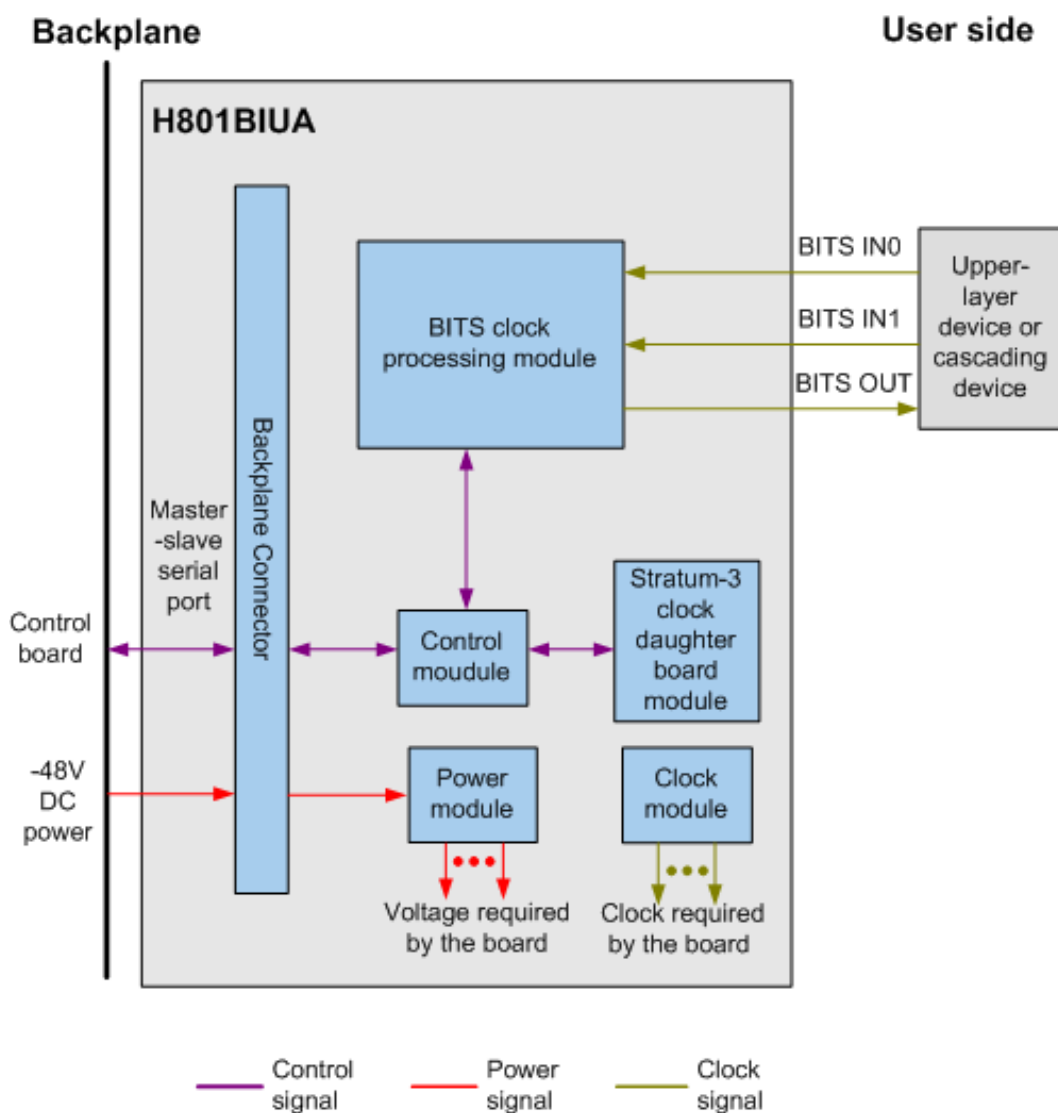 Backplane
User side
H801BIUA
BITS IN0
BITS IN1
BITS OUT
Upper-
layer
device or
cascading
device
BITS clock
processing module
Backplane Connector
Master
-slave
serial
port
Control
board
Control
moudule
Stratum-3
clock
daughter
board
module
-48V
DC
power
Power
module
Clock
module
Voltage required
by the board
Clock required
by the board
Control
signal
Power
signal
Clock
signal